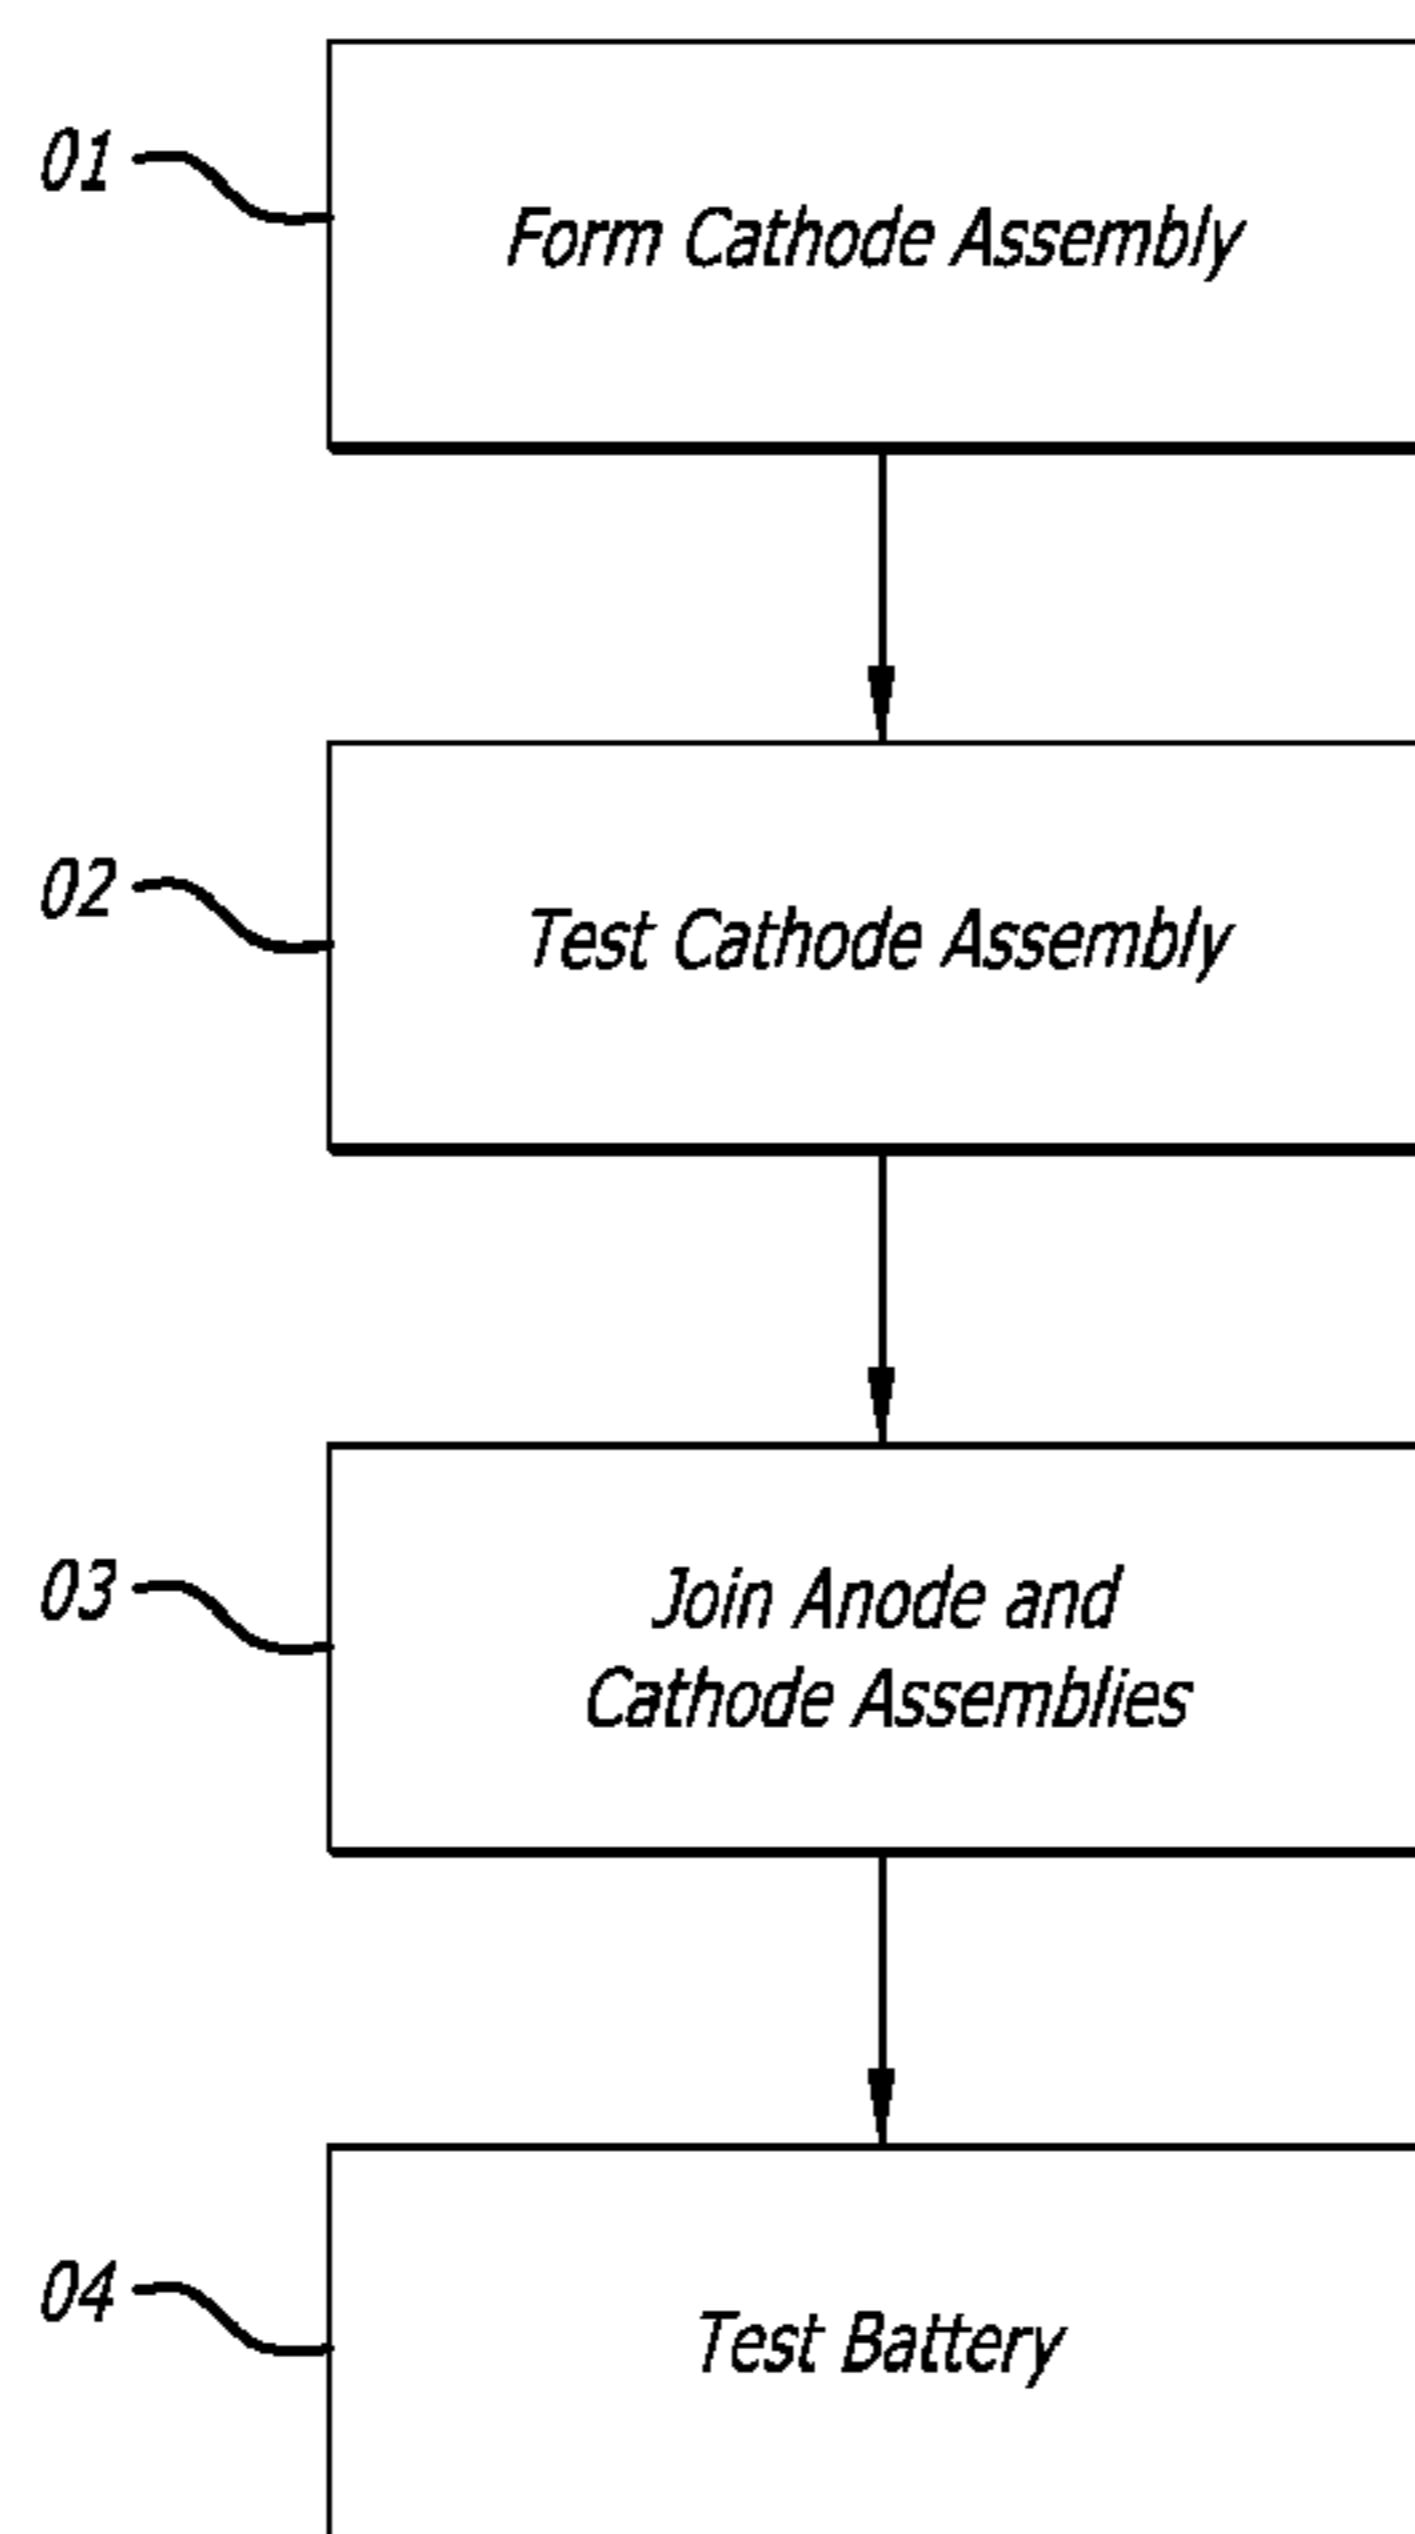 01
Form Cathode Assembly
02
Test Cathode Assembly
03
Join Anode and
Cathode Assemblies
04
Test Battery